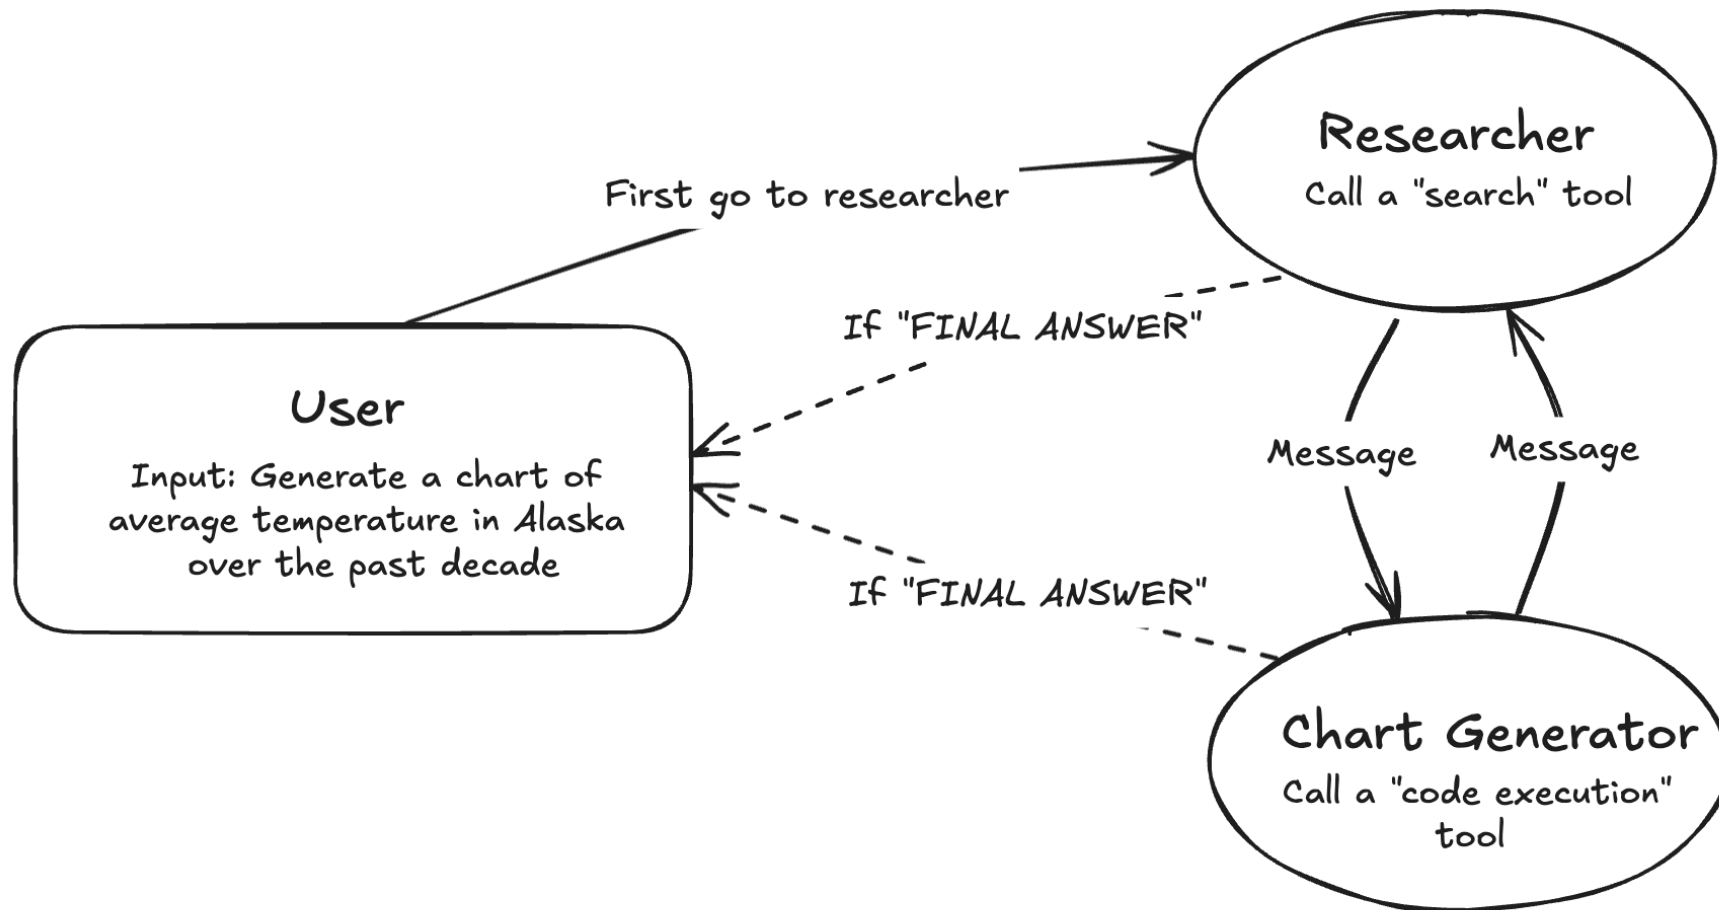 Researcher
Call a "search" tool
First go to researcher
If "FINAL ANSWER"
User
Input: Generate a chart of
average temperature in Alaska
over the past decade
Message
Message
If "FINAL ANSWER"
Chart Generator
Call a "code execution"
tool